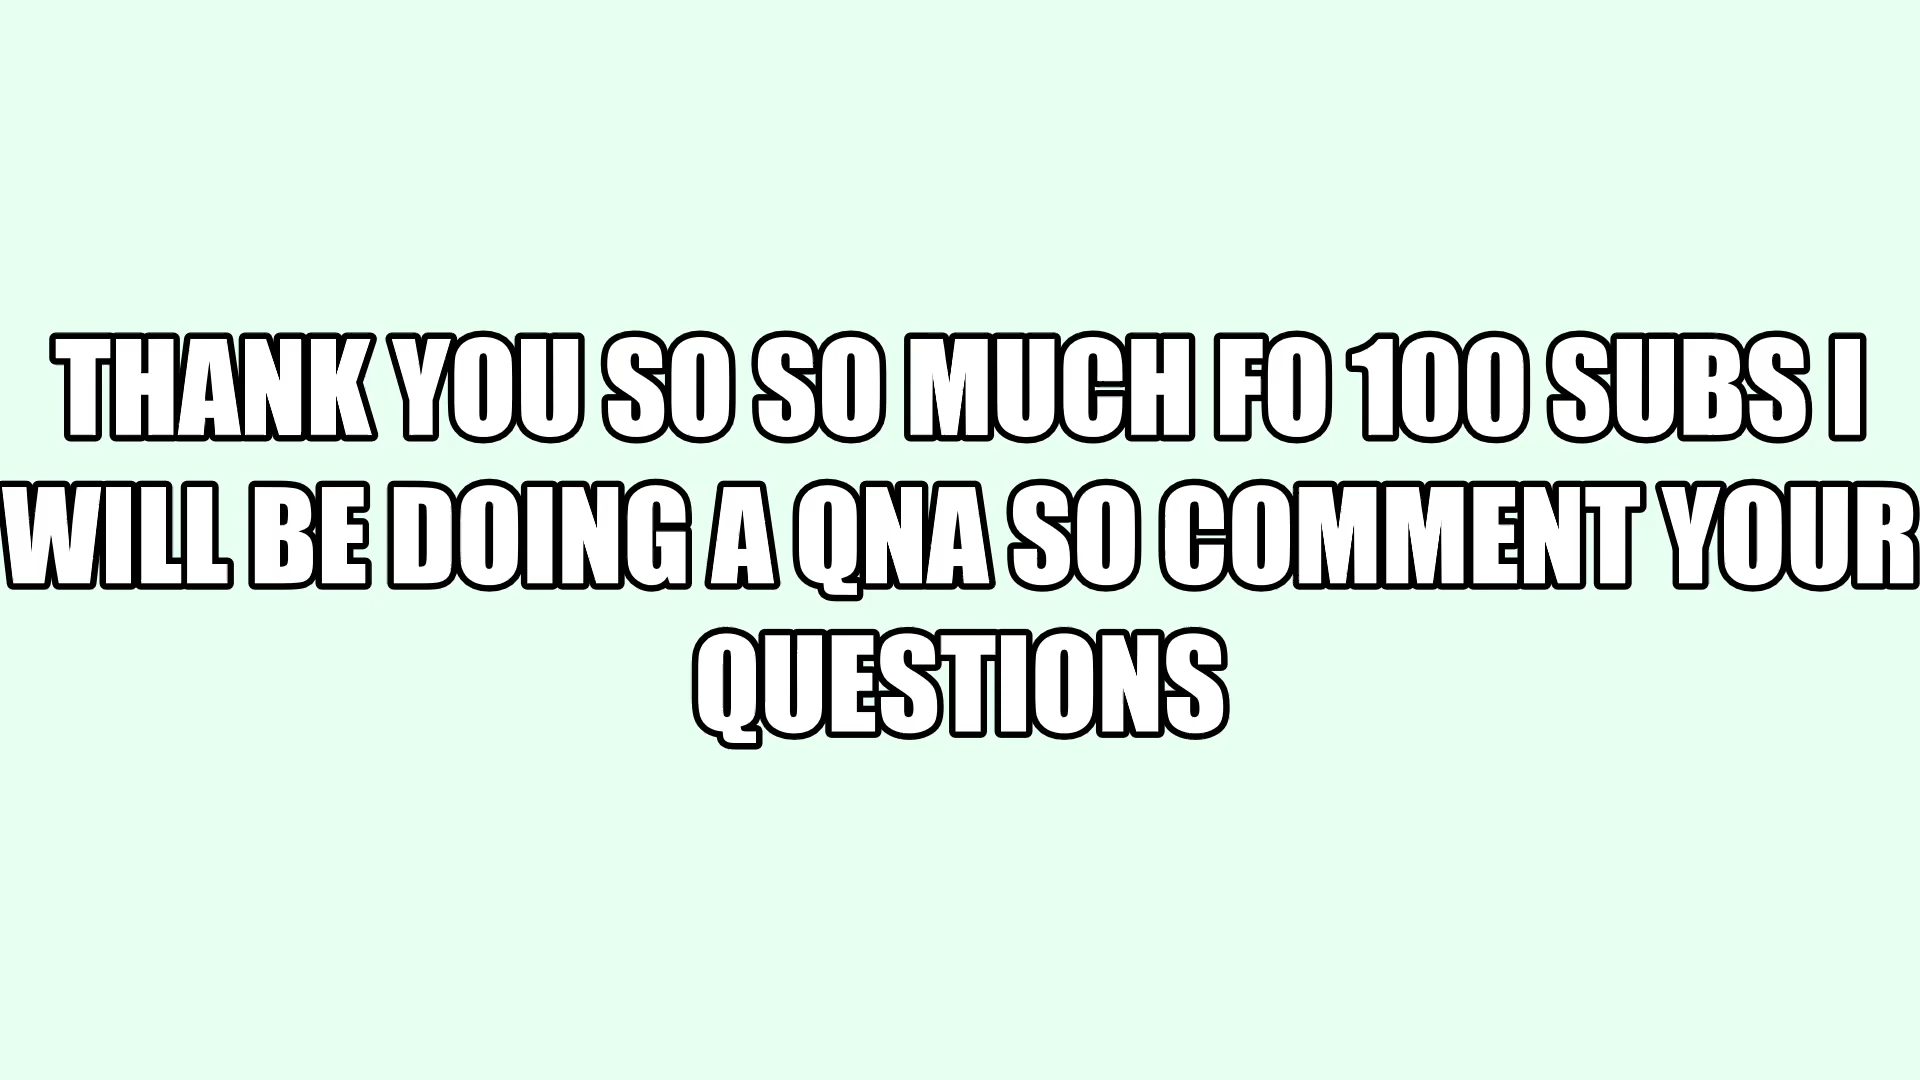 THANK YOU SO SO MUCH FO 100 SUBS I
WILL BE DOING A QNA SO COMMENT YOUR
QUESTIONS